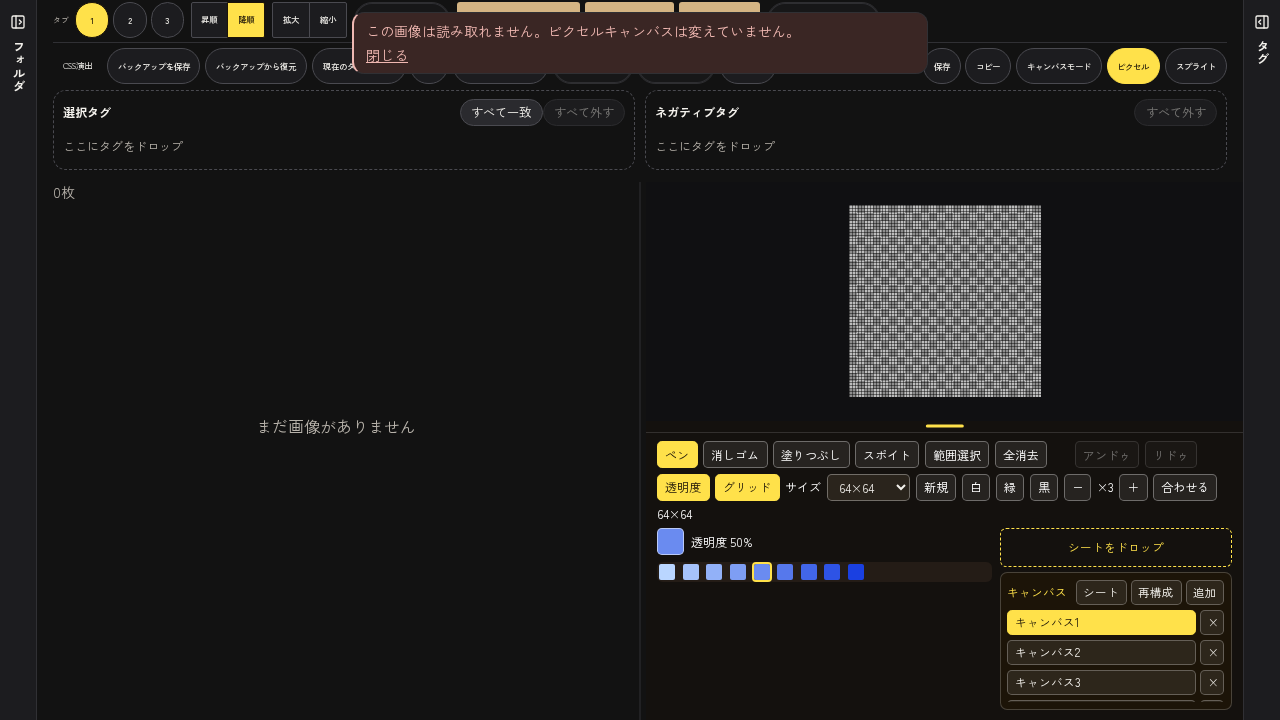 タブ 1 2 3 昇順 降順 拡大 縮小
この画像は読み取れません。ピクセルキャンバスは変えていません。
閉じる
CSS演出 バックアップを保存 バックアップから復元 保存 コピー キャンバスモード ピクセル スプライト
フォルダ
タグ
選択タグ すべて一致 すべて外す
ここにタグをドロップ
ネガティブタグ すべて外す
ここにタグをドロップ
0枚
まだ画像がありません
ペン 消しゴム 塗りつぶし スポイト 範囲選択 全消去 アンドゥ リドゥ
透明度 グリッド サイズ 64×64 新規 白 緑 黒 − ×3 ＋ 合わせる
64×64
透明度 50%
シートをドロップ
キャンバス シート 再構成 追加
キャンバス1 ×
キャンバス2 ×
キャンバス3 ×